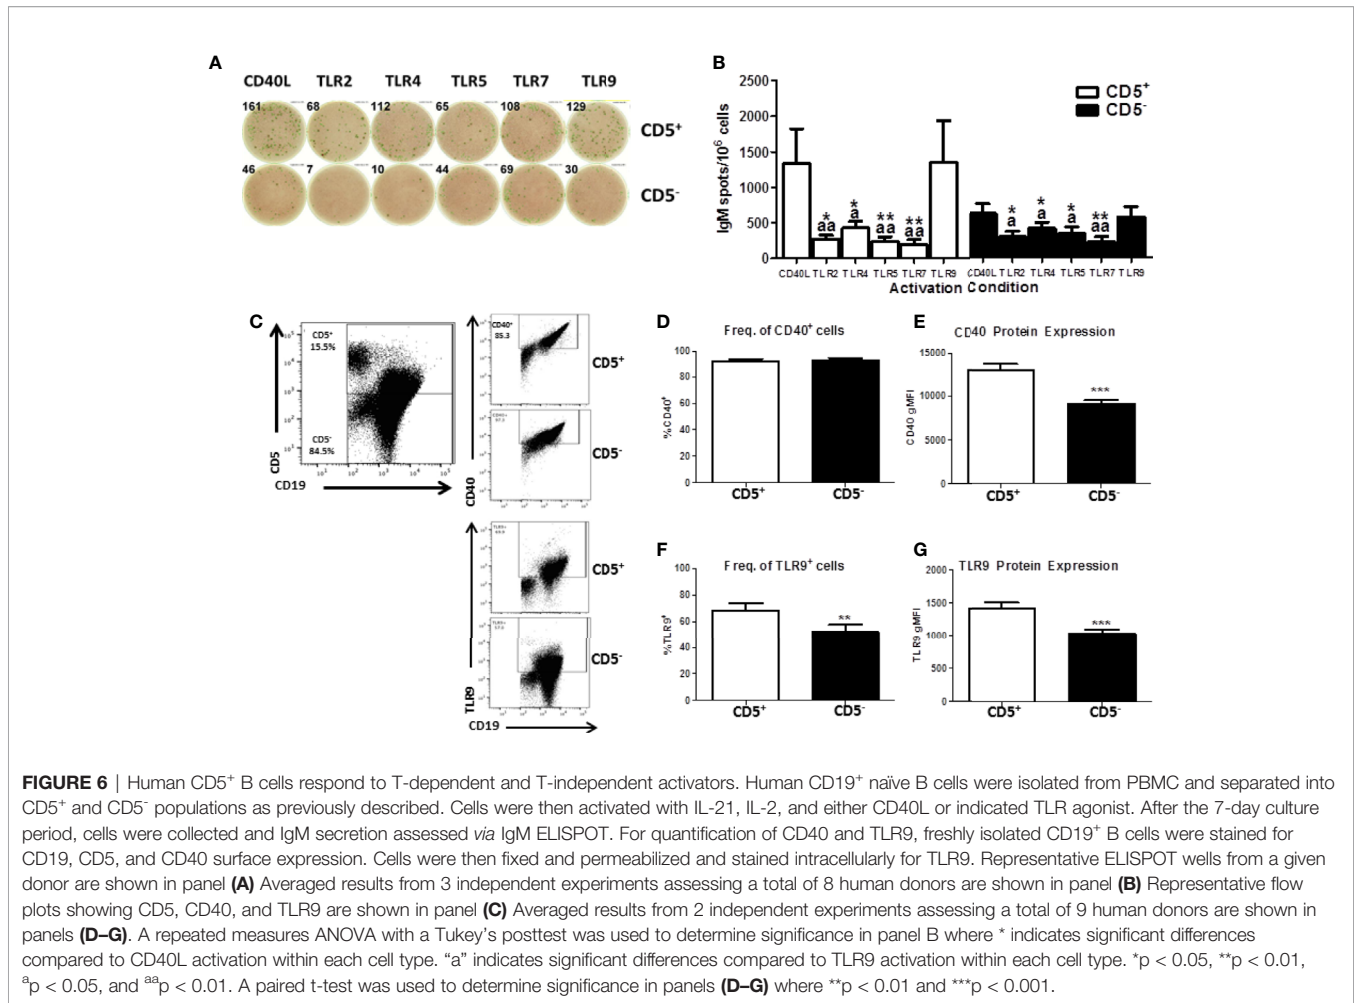 A
CD40L TLR2 TLR4 TLR5 TLR7 TLR9
161 68 112 65 108 129
CD5⁺
46 7 10 44 69 30
CD5⁻
B
CD5⁺
CD5⁻
IgM spots/10⁶ cells
2500
2000
1500
1000
500
0
* ** ** * * * **
aa a aa aa a a a aa
CD40L TLR2 TLR4 TLR5 TLR7 TLR9 CD40L TLR2 TLR4 TLR5 TLR7 TLR9
Activation Condition
C
CD5⁺
15.5%
CD5⁻
84.5%
CD5
CD19
CD40⁺
85.3
CD5⁺
CD5⁻
CD40
TLR9
CD5⁺
CD5⁻
CD19
D
Freq. of CD40⁺ cells
%CD40⁺
100
80
60
40
20
0
CD5⁺ CD5⁻
E
CD40 Protein Expression
CD40 gMFI
15000
10000
5000
0
***
CD5⁺ CD5⁻
F
Freq. of TLR9⁺ cells
%TLR9⁺
100
80
60
40
20
0
**
CD5⁺ CD5⁻
G
TLR9 Protein Expression
TLR9 gMFI
2000
1500
1000
500
0
***
CD5⁺ CD5⁻
FIGURE 6 | Human CD5⁺ B cells respond to T-dependent and T-independent activators. Human CD19⁺ naïve B cells were isolated from PBMC and separated into
CD5⁺ and CD5⁻ populations as previously described. Cells were then activated with IL-21, IL-2, and either CD40L or indicated TLR agonist. After the 7-day culture
period, cells were collected and IgM secretion assessed via IgM ELISPOT. For quantification of CD40 and TLR9, freshly isolated CD19⁺ B cells were stained for
CD19, CD5, and CD40 surface expression. Cells were then fixed and permeabilized and stained intracellularly for TLR9. Representative ELISPOT wells from a given
donor are shown in panel (A) Averaged results from 3 independent experiments assessing a total of 8 human donors are shown in panel (B) Representative flow
plots showing CD5, CD40, and TLR9 are shown in panel (C) Averaged results from 2 independent experiments assessing a total of 9 human donors are shown in
panels (D–G). A repeated measures ANOVA with a Tukey's posttest was used to determine significance in panel B where * indicates significant differences
compared to CD40L activation within each cell type. "a" indicates significant differences compared to TLR9 activation within each cell type. *p < 0.05, **p < 0.01,
ᵃp < 0.05, and ᵃᵃp < 0.01. A paired t-test was used to determine significance in panels (D–G) where **p < 0.01 and ***p < 0.001.